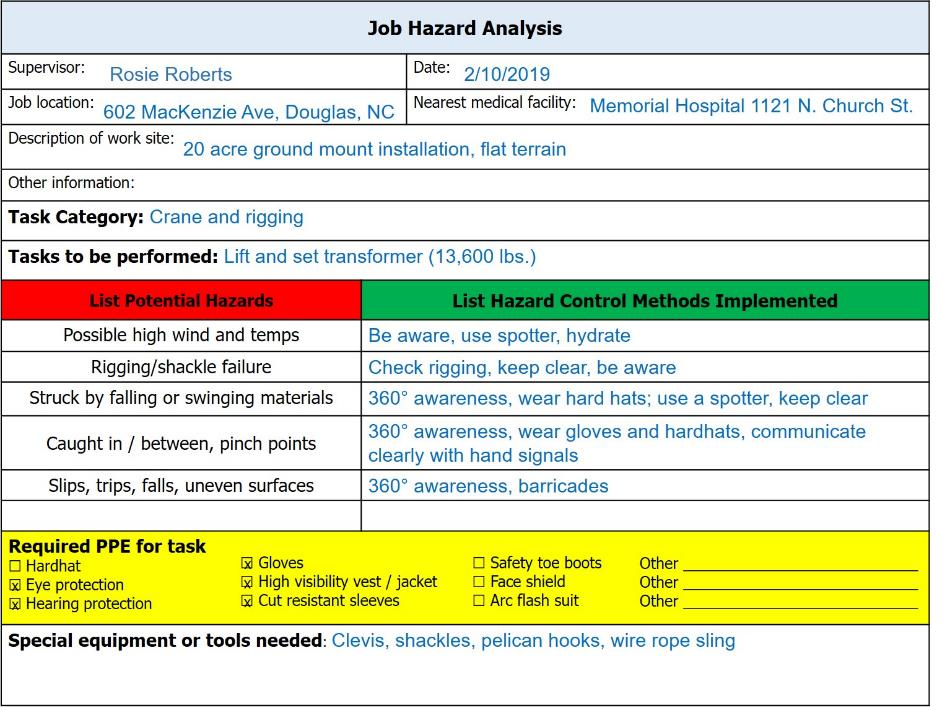 Job Hazard Analysis
Supervisor: Rosie Roberts Date: 2/10/2019
Job location: 602 MacKenzie Ave, Douglas, NC Nearest medical facility: Memorial Hospital 1121 N. Church St.
Description of work site: 20 acre ground mount installation, flat terrain
Other information:
Task Category: Crane and rigging
Tasks to be performed: Lift and set transformer (13,600 lbs.)
List Potential Hazards List Hazard Control Methods Implemented
Possible high wind and temps Be aware, use spotter, hydrate
Rigging/shackle failure Check rigging, keep clear, be aware
Struck by falling or swinging materials 360° awareness, wear hard hats; use a spotter, keep clear
Caught in / between, pinch points 360° awareness, wear gloves and hardhats, communicate
clearly with hand signals
Slips, trips, falls, uneven surfaces 360° awareness, barricades
Required PPE for task
☐ Hardhat ☒ Gloves ☐ Safety toe boots Other
☒ Eye protection ☒ High visibility vest / jacket ☐ Face shield Other
☒ Hearing protection ☒ Cut resistant sleeves ☐ Arc flash suit Other
Special equipment or tools needed: Clevis, shackles, pelican hooks, wire rope sling